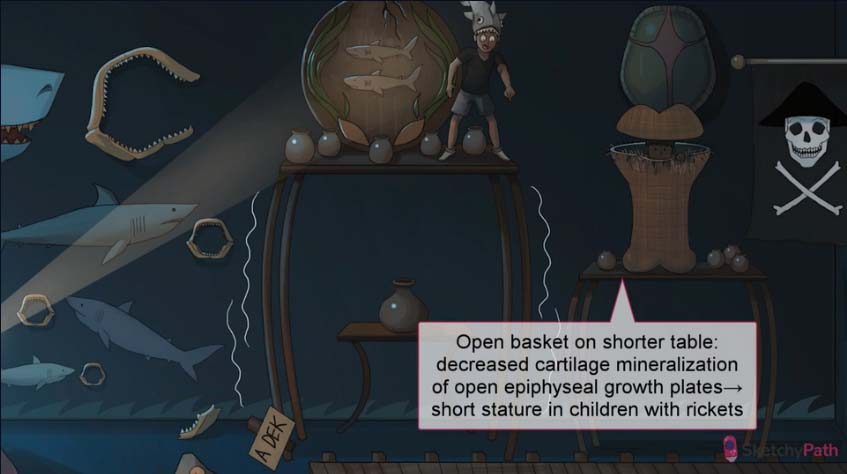 Open basket on shorter table:
decreased cartilage mineralization
of open epiphyseal growth plates→
short stature in children with rickets
A DEK
SketchyPath